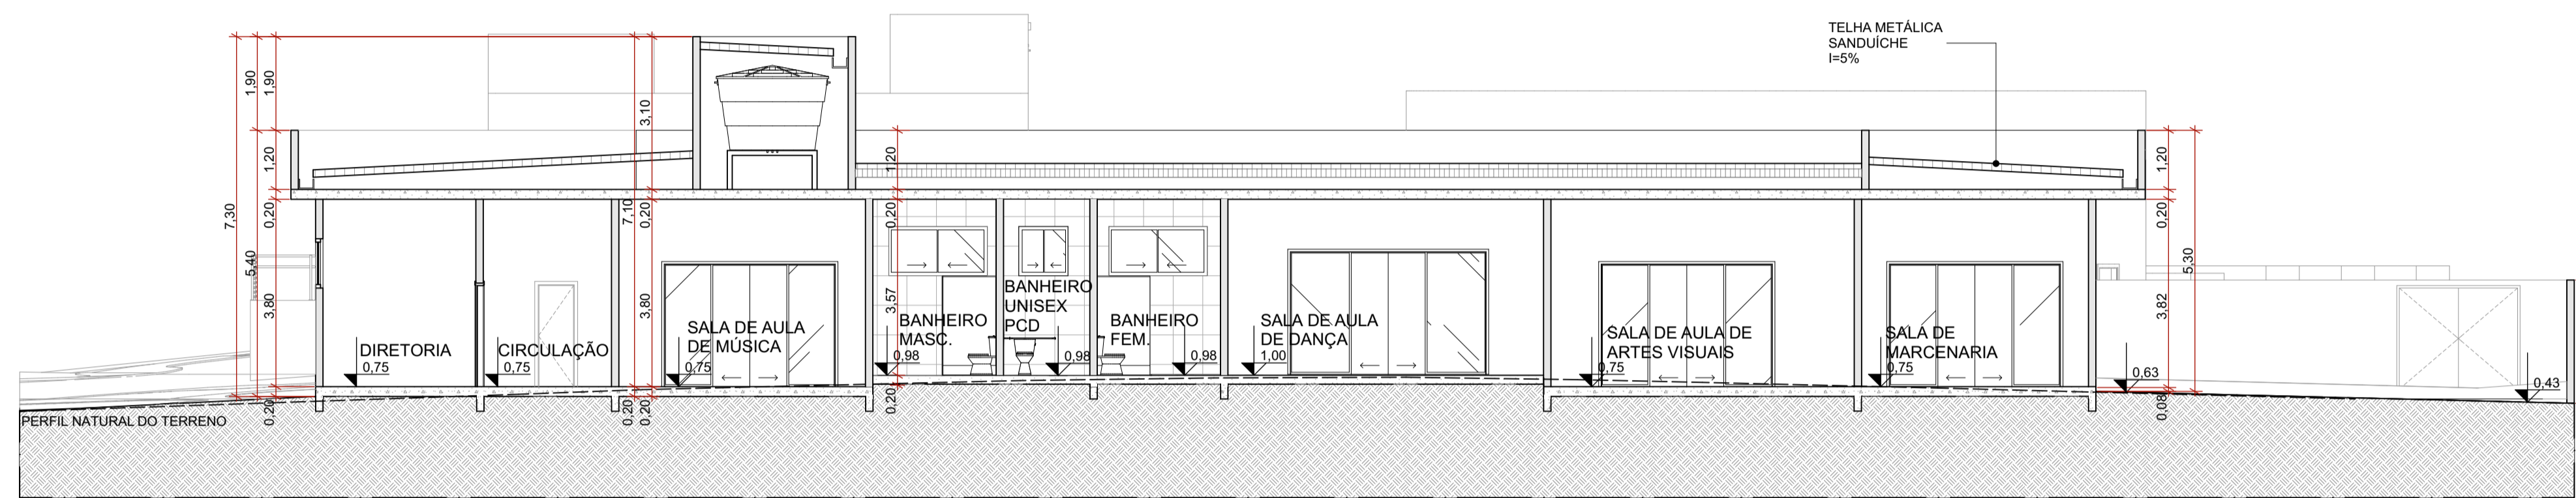 TELHA METÁLICA
SANDUÍCHE
I=5%
1,90
1,90
3,10
1,20
1,20
1,20
7,30
0,20
7,10
0,20
0,20
0,20
5,40
5,30
3,80
3,80
3,57
3,82
DIRETORIA
0,75
CIRCULAÇÃO
0,75
SALA DE AULA
DE MÚSICA
0,75
BANHEIRO
MASC.
0,98
BANHEIRO
UNISEX
PCD
0,98
BANHEIRO
FEM.
0,98
SALA DE AULA
DE DANÇA
1,00
SALA DE AULA DE
ARTES VISUAIS
0,75
SALA DE
MARCENARIA
0,75
0,63
0,43
0,20
0,20
0,20
0,20
0,08
PERFIL NATURAL DO TERRENO